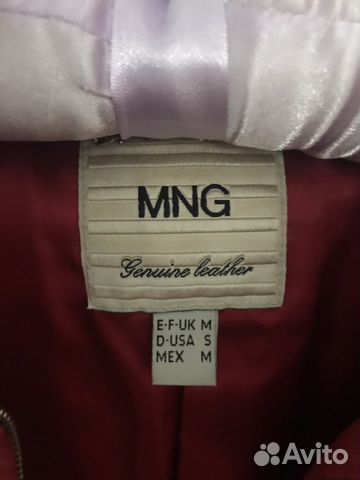 MNG
Genuine leather
E-F-UK M
D-USA S
MEX M
Avito